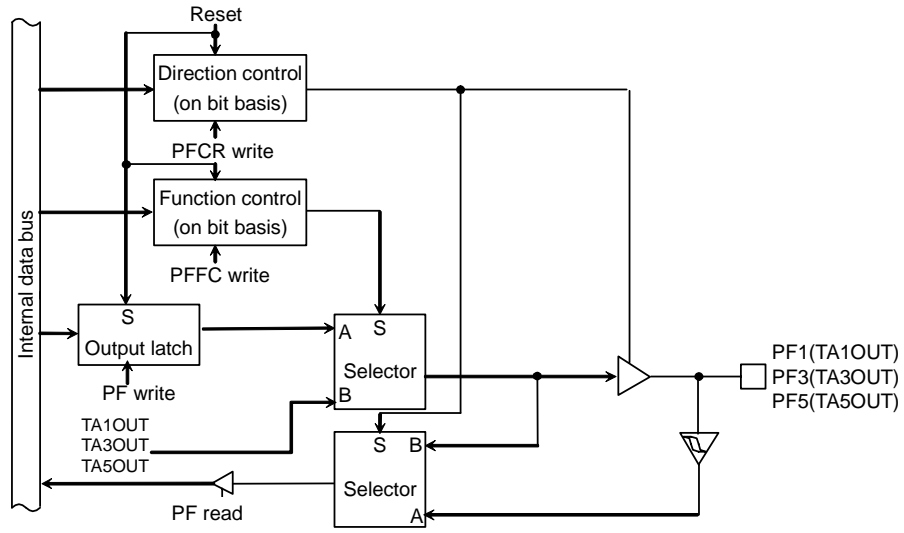 Reset
Direction control
(on bit basis)
PFCR write
Function control
(on bit basis)
PFFC write
Internal data bus
S
Output latch
PF write
A
S
Selector
B
TA1OUT
TA3OUT
TA5OUT
S
B
Selector
A
PF read
PF1(TA1OUT)
PF3(TA3OUT)
PF5(TA5OUT)